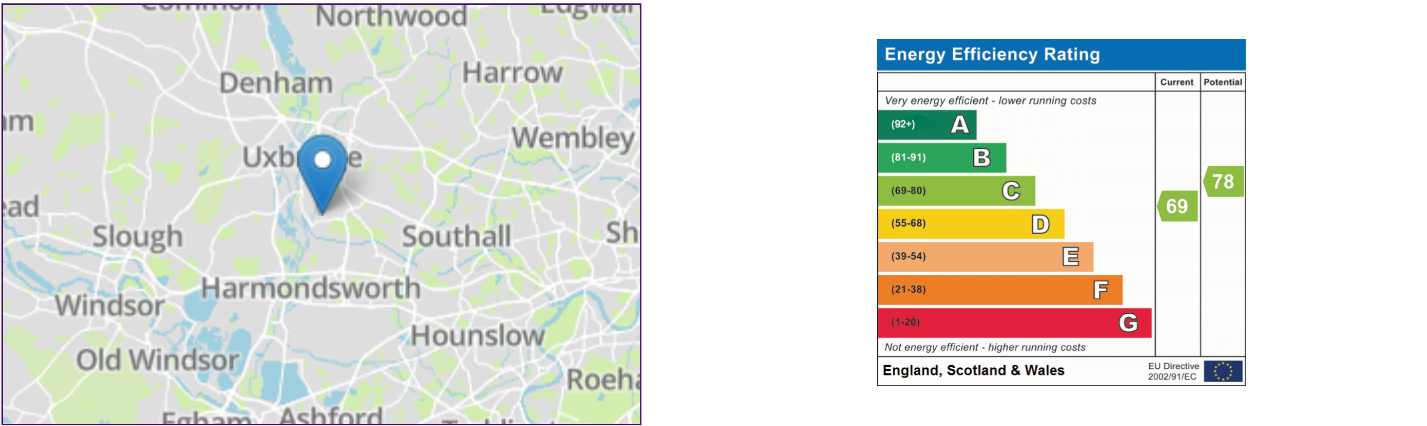 Common
Northwood
Denham
Harrow
Wembley
Slough
Southall
Harmondsworth
Windsor
Hounslow
Old Windsor
Ashford
Energy Efficiency Rating
Current Potential
Very energy efficient - lower running costs
(92+) A
(81-91) B
78
(69-80) C
69
(55-68) D
(39-54) E
(21-38) F
(1-20) G
Not energy efficient - higher running costs
England, Scotland & Wales
EU Directive
2002/91/EC